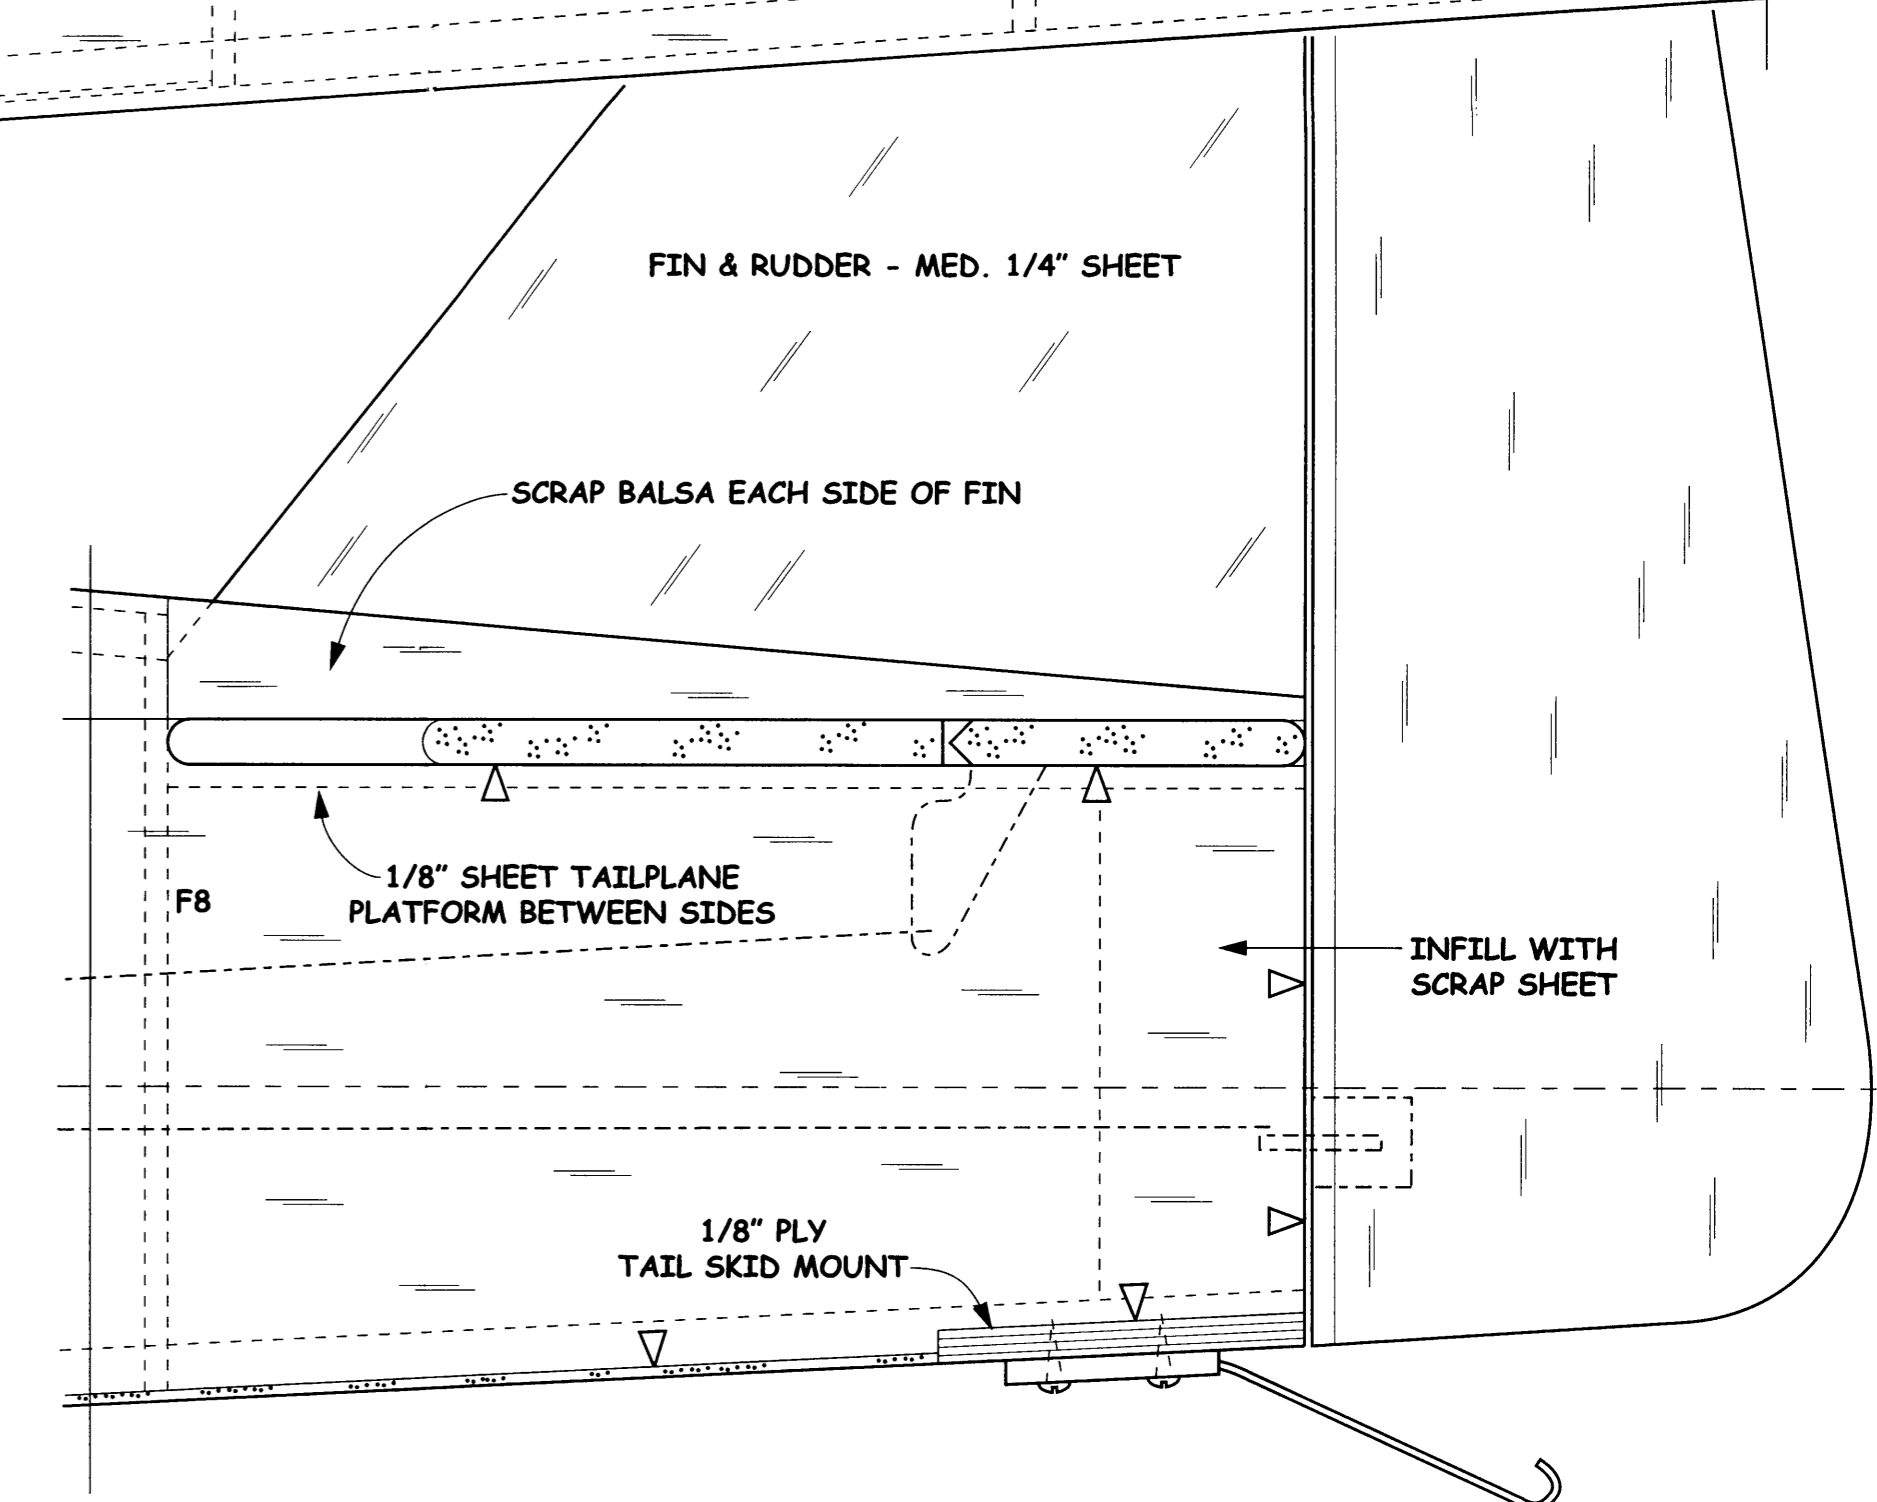 FIN & RUDDER - MED. 1/4" SHEET
SCRAP BALSA EACH SIDE OF FIN
1/8" SHEET TAILPLANE
PLATFORM BETWEEN SIDES
F8
INFILL WITH
SCRAP SHEET
1/8" PLY
TAIL SKID MOUNT